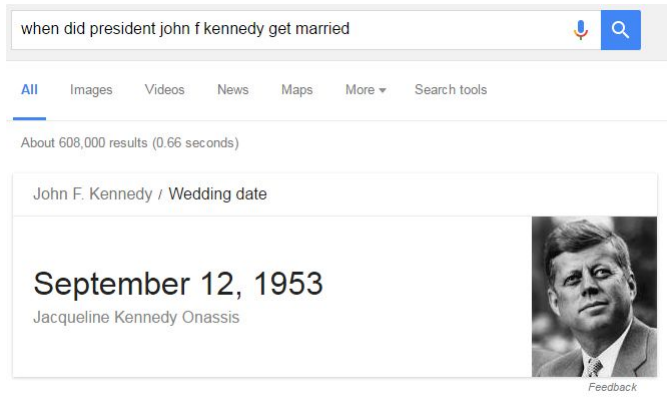 when did president john f kennedy get married
All Images Videos News Maps More Search tools
About 608,000 results (0.66 seconds)
John F. Kennedy / Wedding date
September 12, 1953
Jacqueline Kennedy Onassis
Feedback